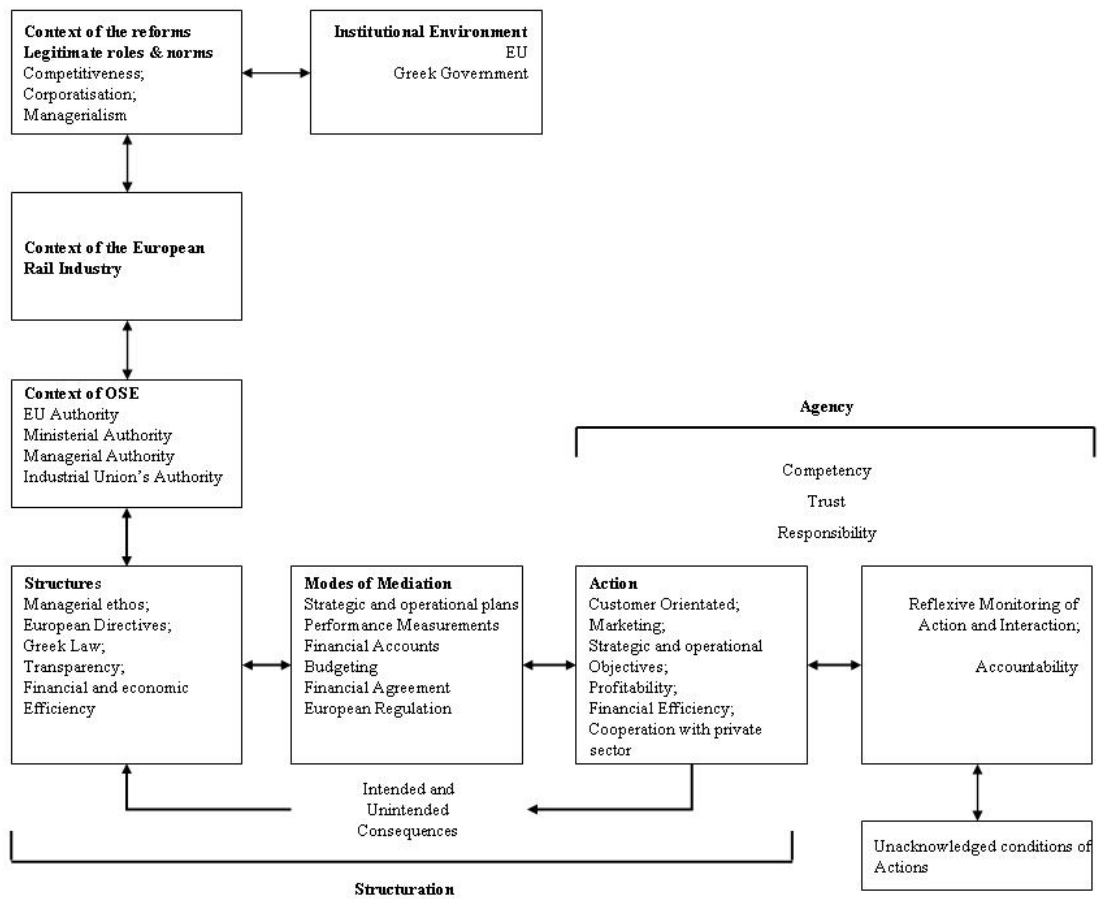 Context of the reforms
Legitimate roles & norms
Competitiveness;
Corporatisation;
Managerialism
Institutional Environment
EU
Greek Government
Context of the European
Rail Industry
Context of OSE
EU Authority
Ministerial Authority
Managerial Authority
Industrial Union's Authority
Agency
Competency
Trust
Responsibility
Structures
Managerial ethos;
European Directives;
Greek Law;
Transparency;
Financial and economic
Efficiency
Modes of Mediation
Strategic and operational plans
Performance Measurements
Financial Accounts
Budgeting
Financial Agreement
European Regulation
Action
Customer Orientated;
Marketing;
Strategic and operational
Objectives;
Profitability;
Financial Efficiency;
Cooperation with private
sector
Reflexive Monitoring of
Action and Interaction;
Accountability
Intended and
Unintended
Consequences
Unacknowledged conditions of
Actions
Structuration